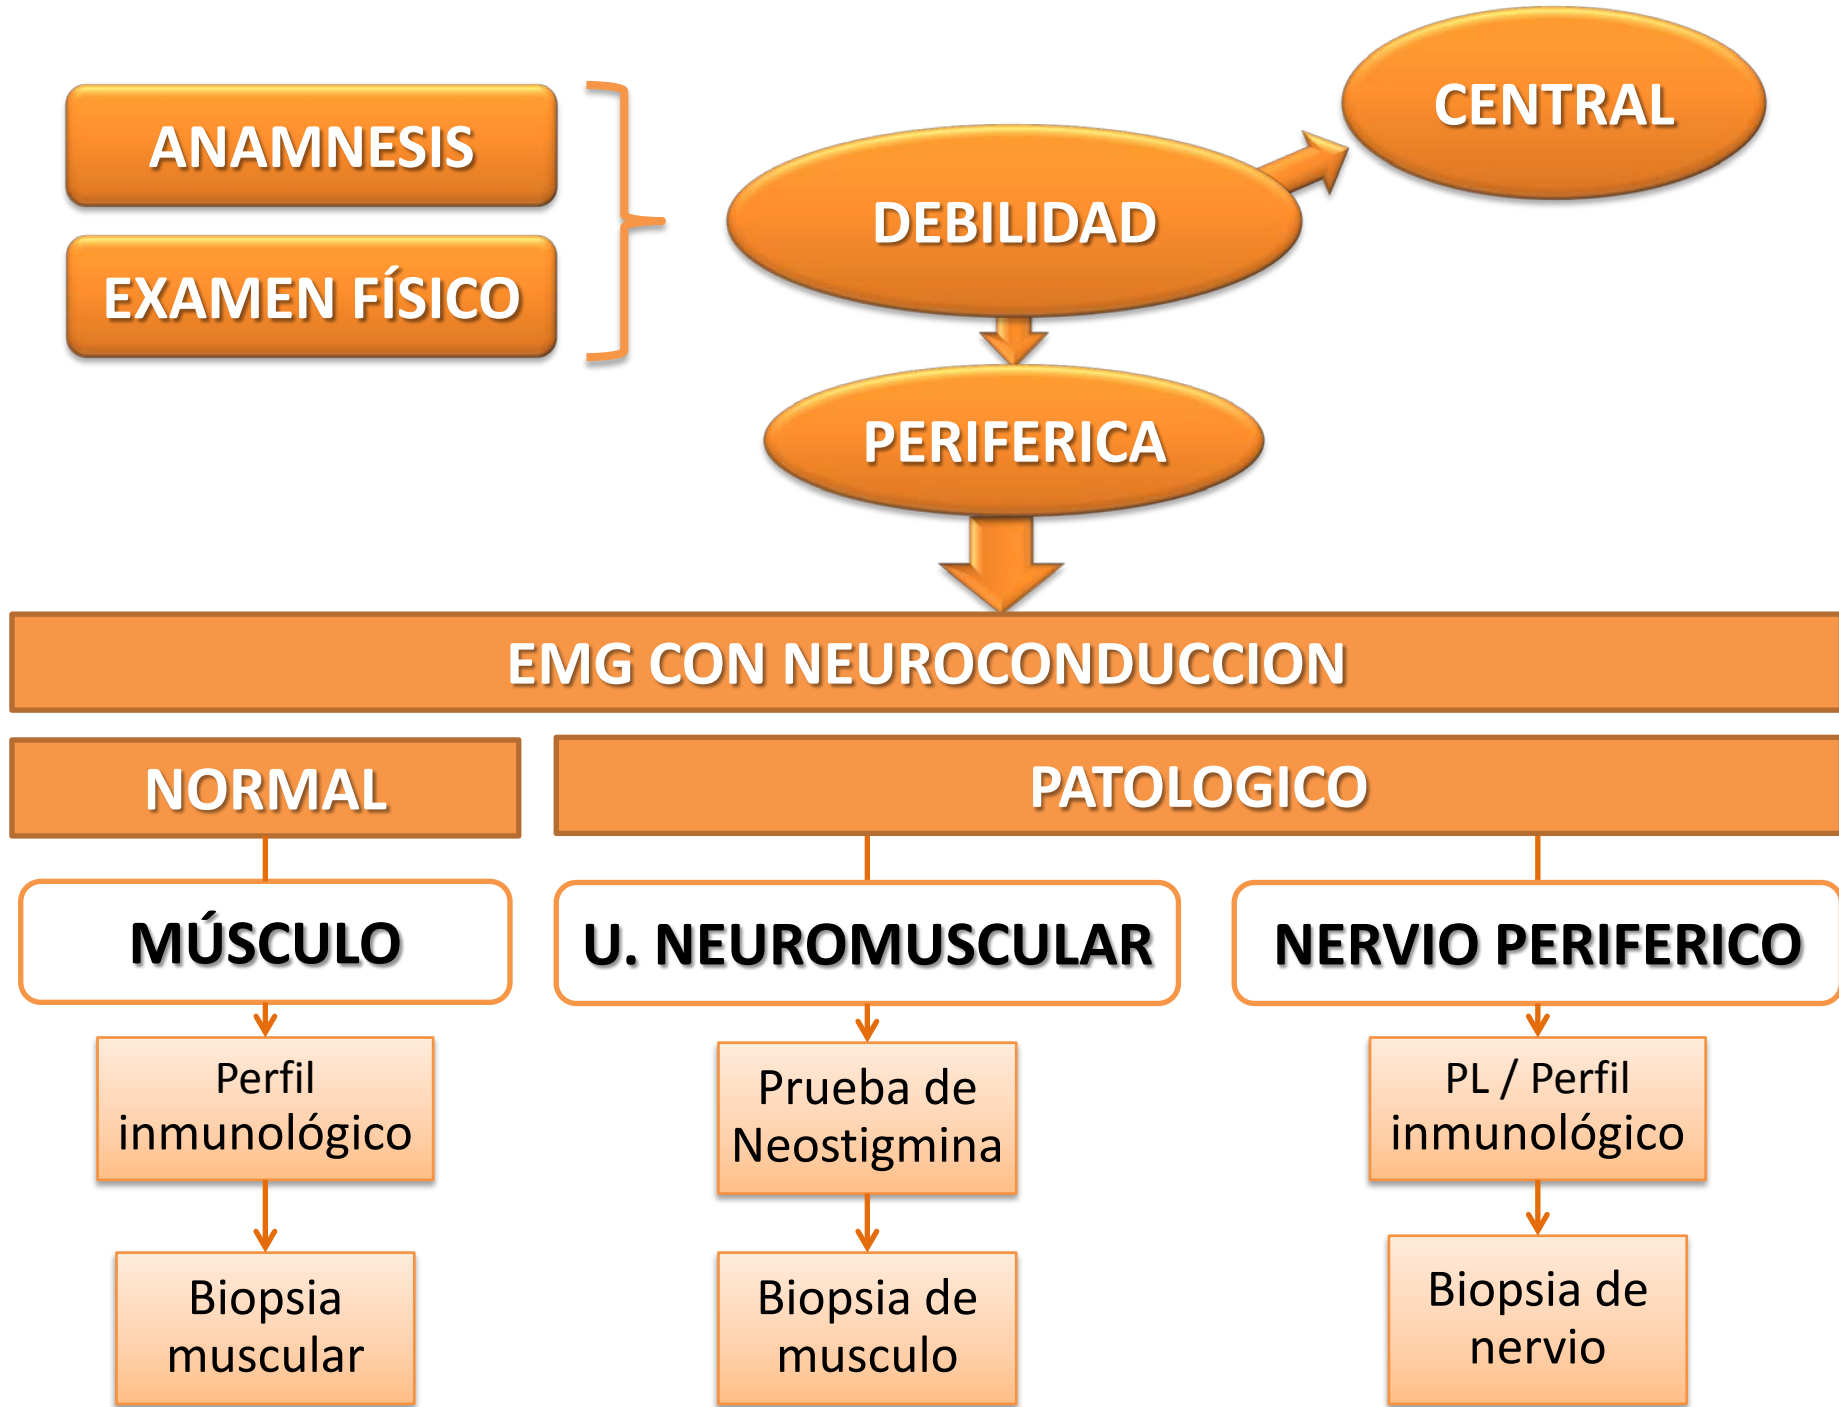 ANAMNESIS
EXAMEN FÍSICO
DEBILIDAD
CENTRAL
PERIFERICA
EMG CON NEUROCONDUCCION
NORMAL
PATOLOGICO
MÚSCULO
U. NEUROMUSCULAR
NERVIO PERIFERICO
Perfil
inmunológico
Prueba de
Neostigmina
PL / Perfil
inmunológico
Biopsia
muscular
Biopsia de
musculo
Biopsia de
nervio